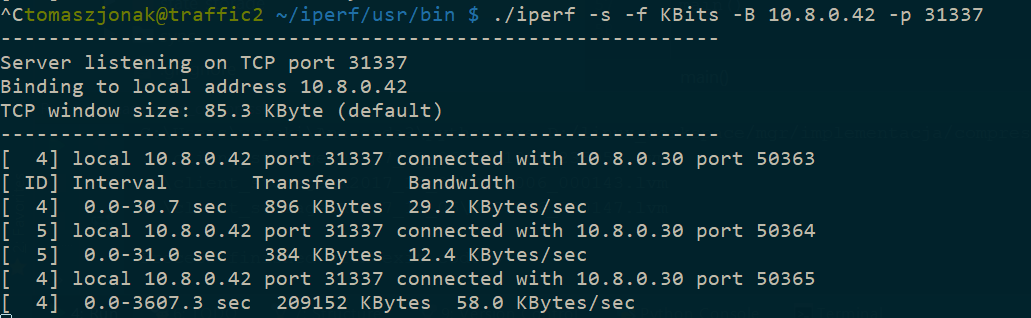 ^Ctomaszjonak@traffic2 ~/iperf/usr/bin $ ./iperf -s -f KBits -B 10.8.0.42 -p 31337
------------------------------------------------------------
Server listening on TCP port 31337
Binding to local address 10.8.0.42
TCP window size: 85.3 KByte (default)
------------------------------------------------------------
[  4] local 10.8.0.42 port 31337 connected with 10.8.0.30 port 50363
[ ID] Interval       Transfer     Bandwidth
[  4]  0.0-30.7 sec   896 KBytes  29.2 KBytes/sec
[  5] local 10.8.0.42 port 31337 connected with 10.8.0.30 port 50364
[  5]  0.0-31.0 sec   384 KBytes  12.4 KBytes/sec
[  4] local 10.8.0.42 port 31337 connected with 10.8.0.30 port 50365
[  4]  0.0-3607.3 sec  209152 KBytes  58.0 KBytes/sec